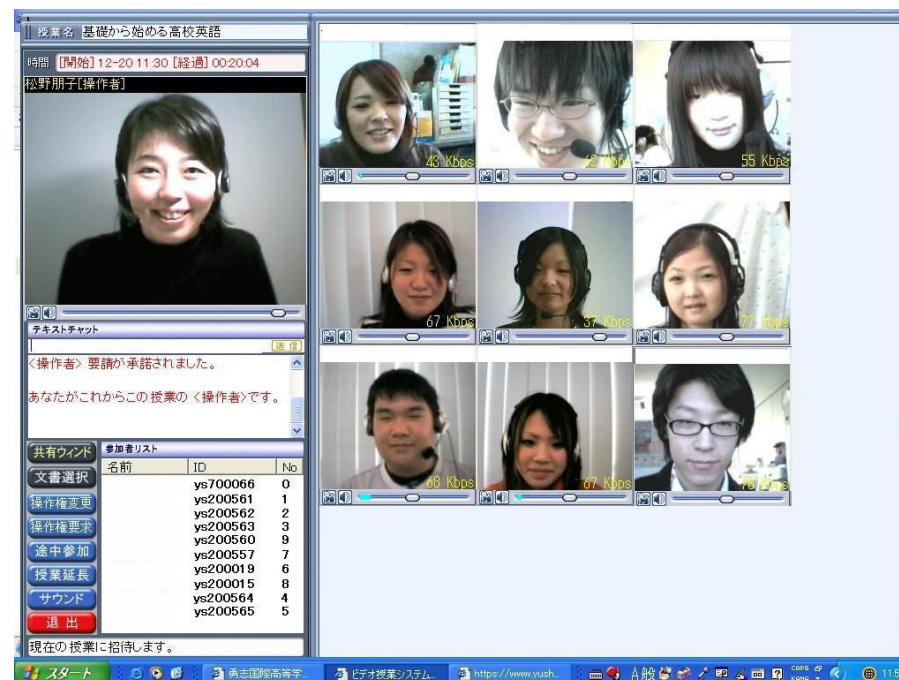 授業名 基礎から始める高校英語
時間 [開始] 12-20 11:30 [経過] 00:20:04
松野朋子[操作者]
43 Kbps
62 Kbps
55 Kbps
67 Kbps
37 Kbps
77 Kbps
68 Kbps
67 Kbps
78 Kbps
テキストチャット
送信
<操作者> 要請が承諾されました。
あなたがこれからこの授業の <操作者>です。
共有ウィンド
文書選択
操作権変更
操作権要求
途中参加
授業延長
サウンド
退出
参加者リスト
名前 ID No
ys700066 0
ys200561 1
ys200562 2
ys200563 3
ys200560 9
ys200557 7
ys200019 6
ys200015 8
ys200564 4
ys200565 5
現在の授業に招待します。
スタート
勇志国際高等学...
ビデオ授業システム...
https://www.yush...
A般
CAPS
KANA